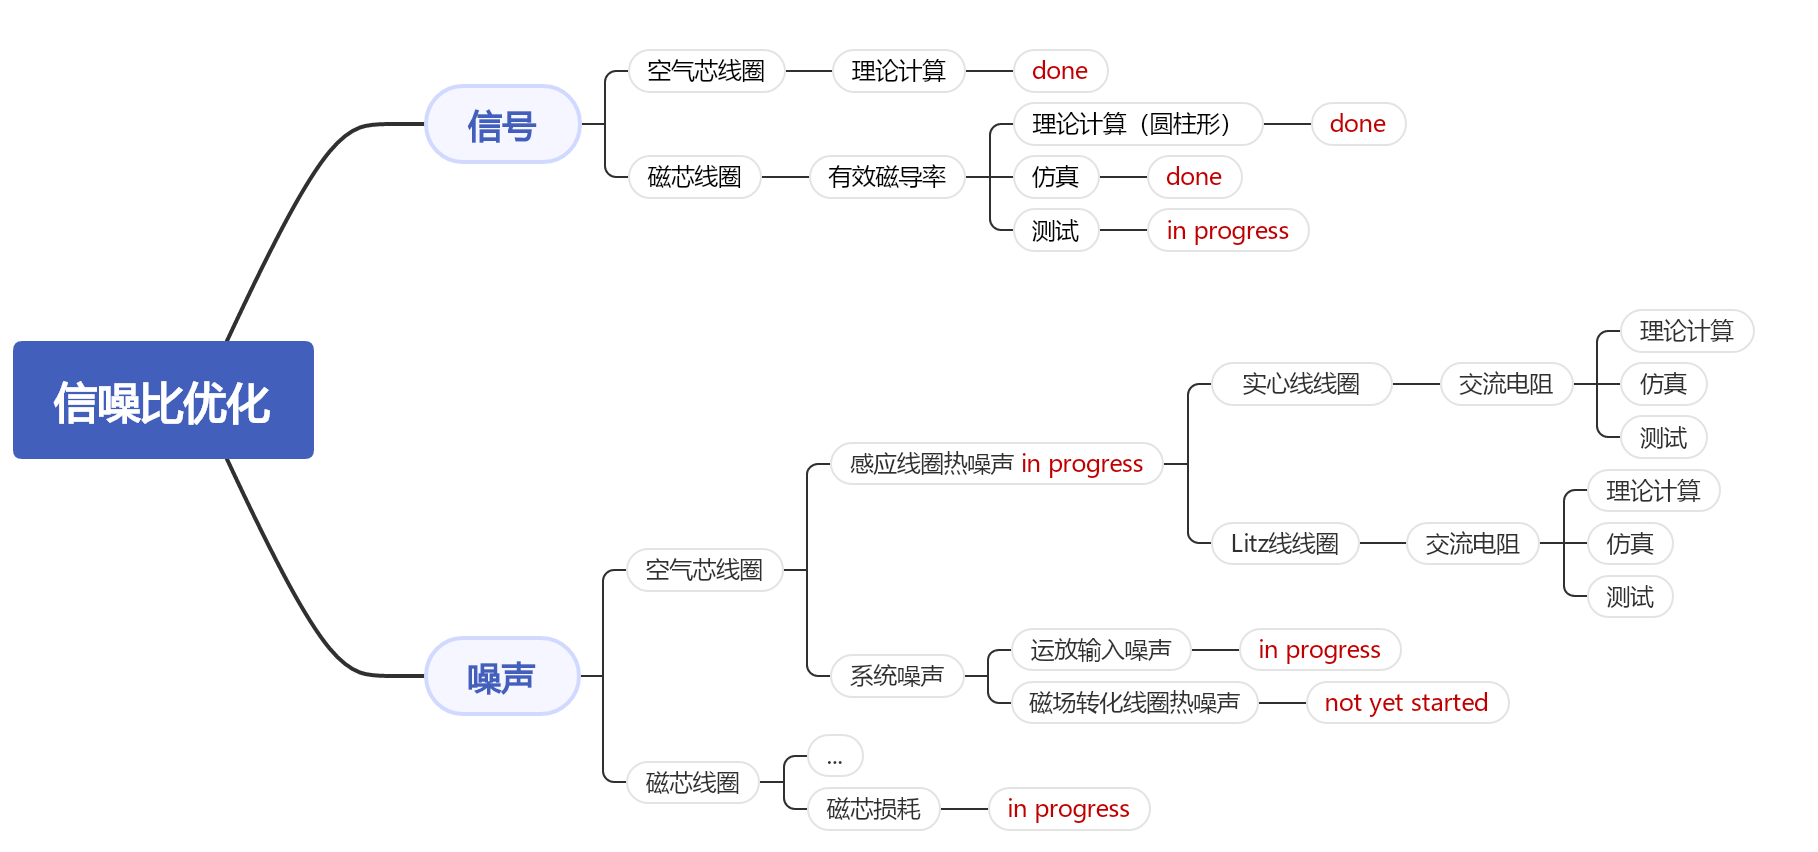 信噪比优化
信号
空气芯线圈
理论计算
done
磁芯线圈
有效磁导率
理论计算（圆柱形）
done
仿真
done
测试
in progress
噪声
空气芯线圈
感应线圈热噪声 in progress
实心线线圈
交流电阻
理论计算
仿真
测试
Litz线线圈
交流电阻
理论计算
仿真
测试
系统噪声
运放输入噪声
in progress
磁场转化线圈热噪声
not yet started
磁芯线圈
...
磁芯损耗
in progress